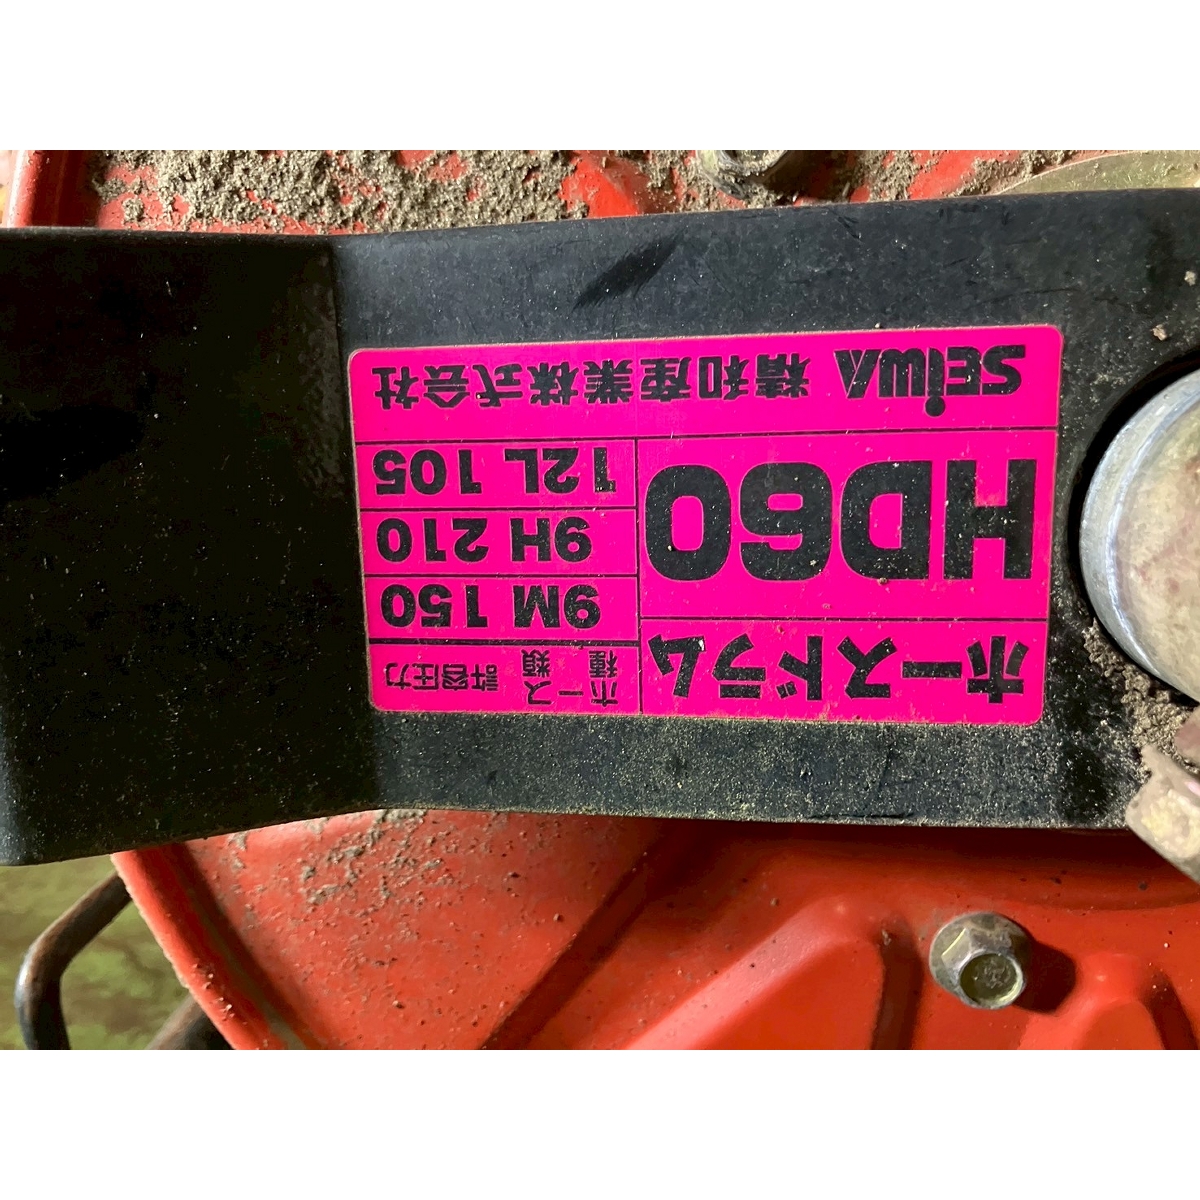 ホースドラム
HD60
ホース種類 許容圧力
9M 150
9H 210
12L 105
SEIWA 精和産業株式会社